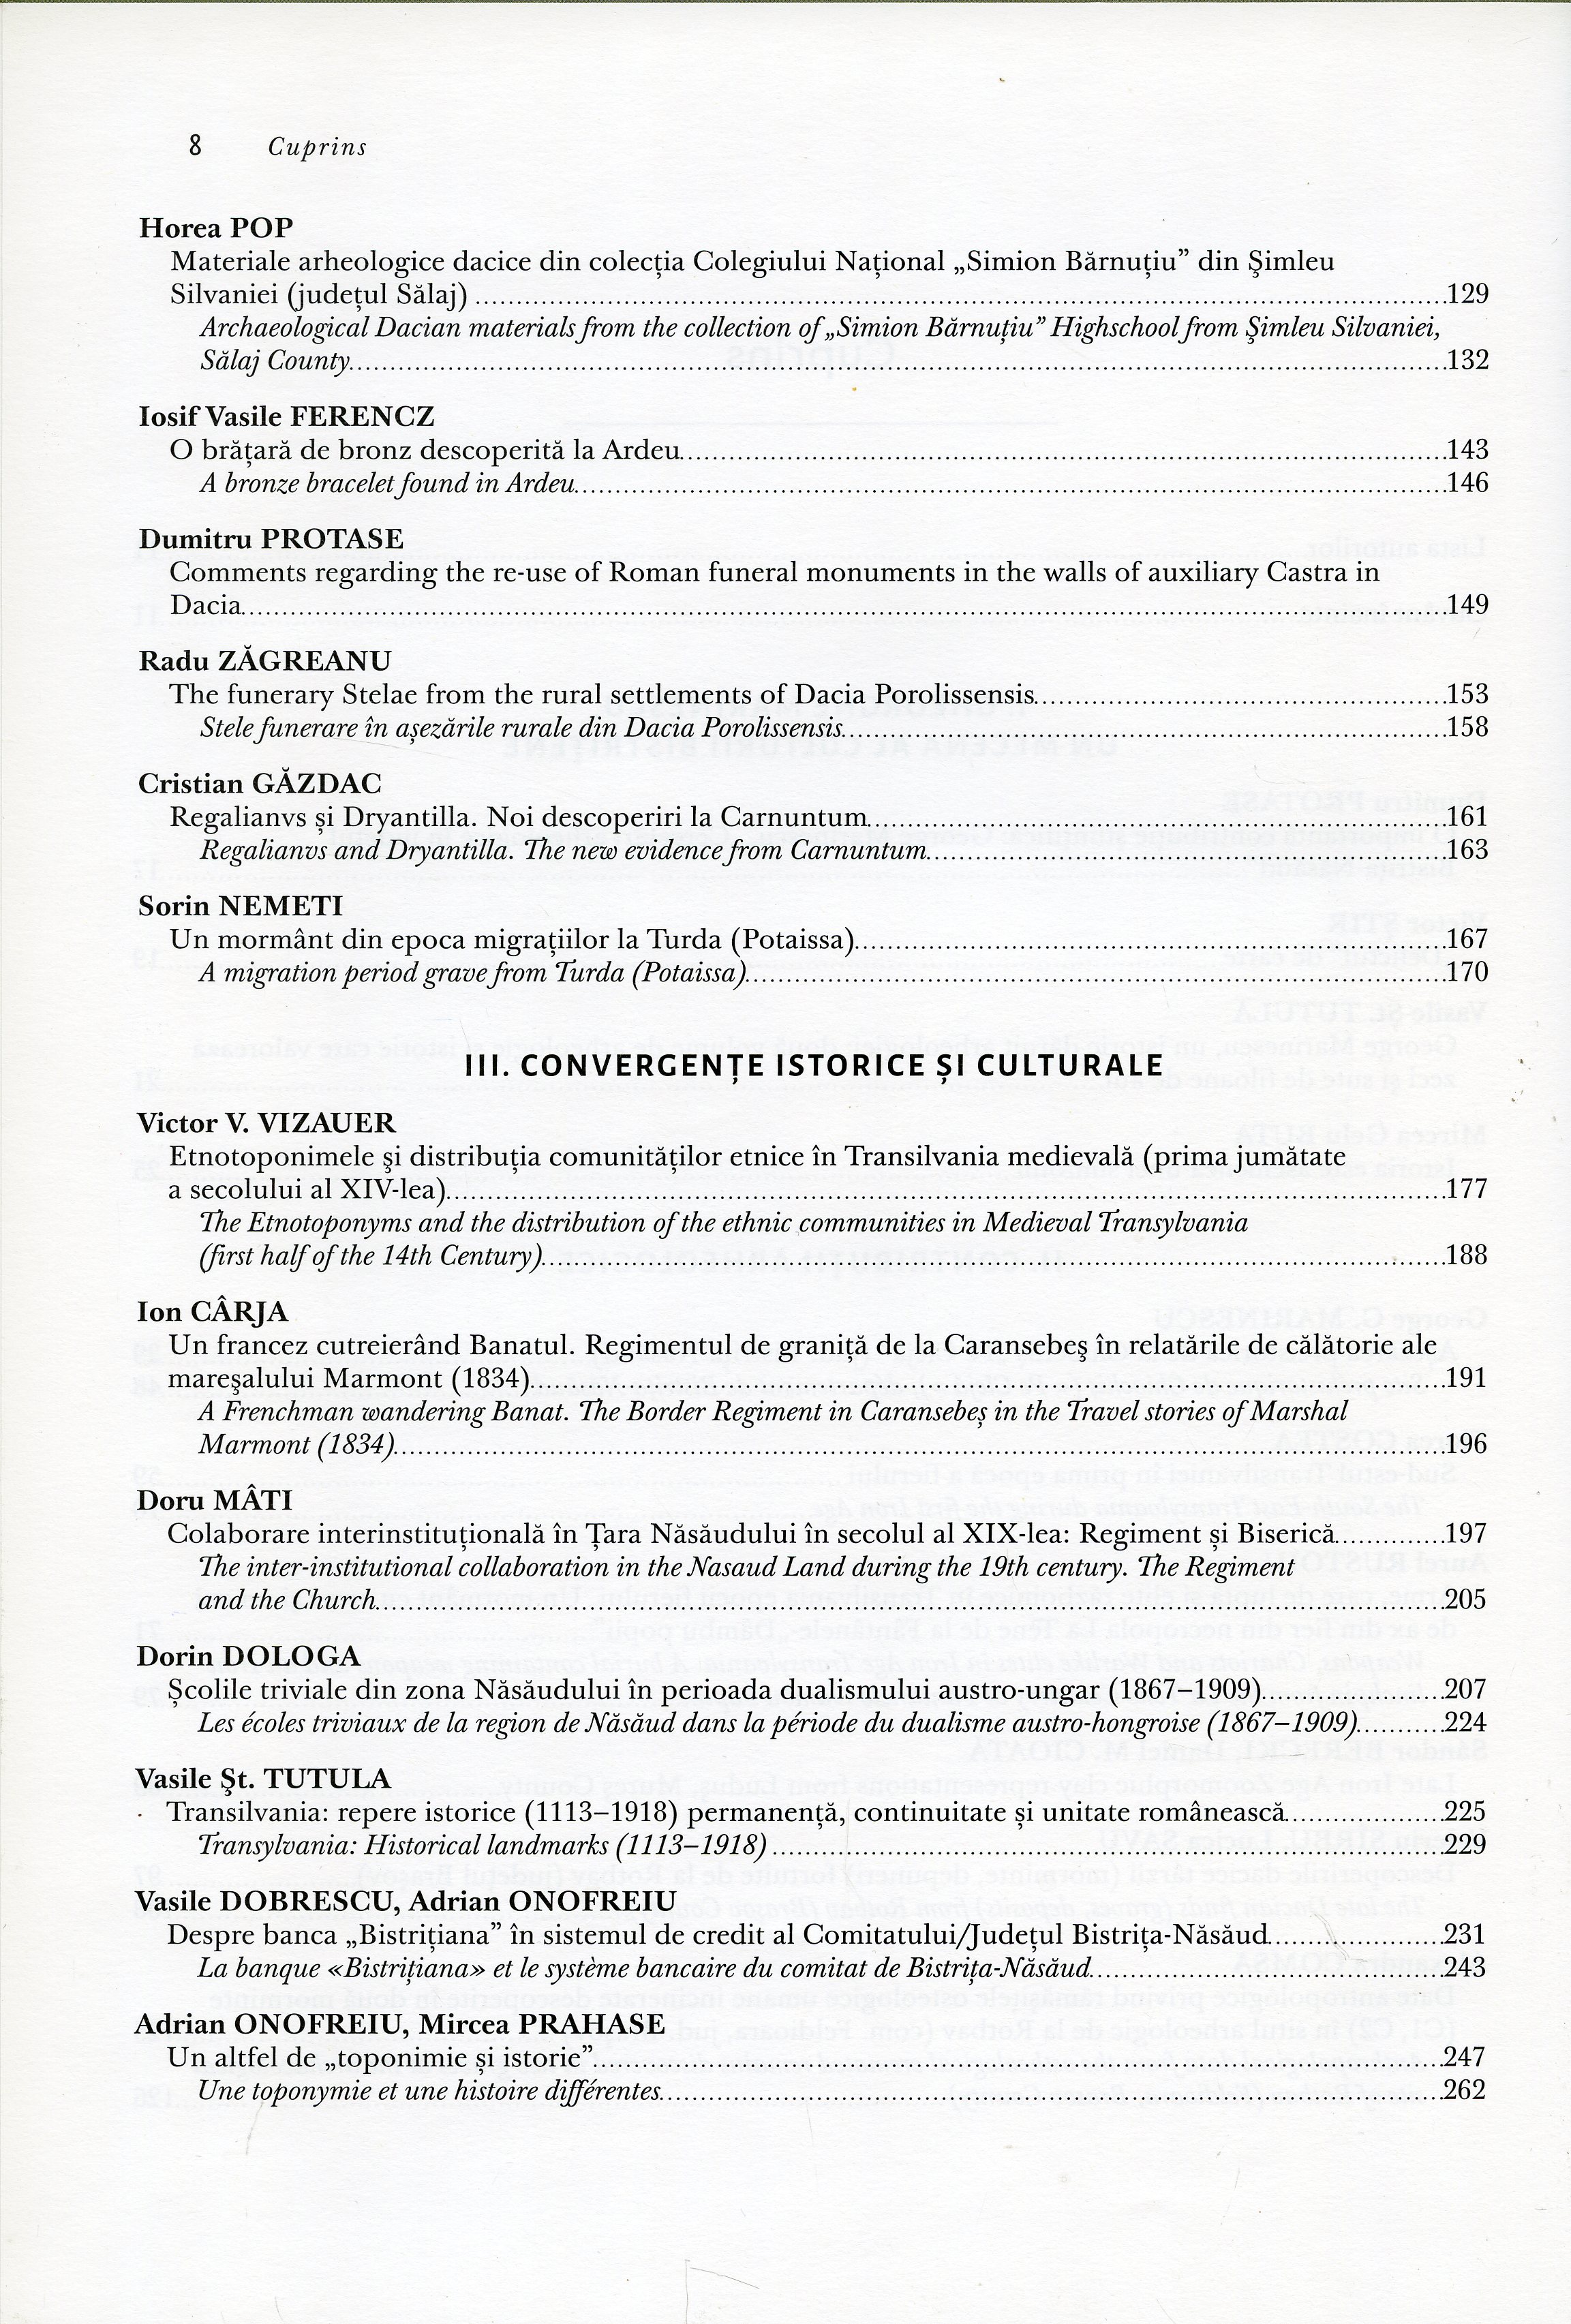 8 Cuprins
Horea POP
Materiale arheologice dacice din colecția Colegiului Național „Simion Bărnuțiu” din Şimleu
Silvaniei (județul Sălaj) ........ 129
Archaeological Dacian materials from the collection of „Simion Bărnuțiu” Highschool from Şimleu Silvaniei,
Sălaj County ........ 132
Iosif Vasile FERENCZ
O brățară de bronz descoperită la Ardeu ........ 143
A bronze bracelet found in Ardeu ........ 146
Dumitru PROTASE
Comments regarding the re-use of Roman funeral monuments in the walls of auxiliary Castra in
Dacia ........ 149
Radu ZĂGREANU
The funerary Stelae from the rural settlements of Dacia Porolissensis ........ 153
Stele funerare în așezările rurale din Dacia Porolissensis ........ 158
Cristian GĂZDAC
Regalianvs și Dryantilla. Noi descoperiri la Carnuntum ........ 161
Regalianvs and Dryantilla. The new evidence from Carnuntum ........ 163
Sorin NEMETI
Un mormânt din epoca migrațiilor la Turda (Potaissa) ........ 167
A migration period grave from Turda (Potaissa) ........ 170
III. CONVERGENȚE ISTORICE ȘI CULTURALE
Victor V. VIZAUER
Etnotoponimele şi distribuția comunităților etnice în Transilvania medievală (prima jumătate
a secolului al XIV-lea) ........ 177
The Etnotoponyms and the distribution of the ethnic communities in Medieval Transylvania
(first half of the 14th Century) ........ 188
Ion CÂRJA
Un francez cutreierând Banatul. Regimentul de graniță de la Caransebeş în relatările de călătorie ale
mareşalului Marmont (1834) ........ 191
A Frenchman wandering Banat. The Border Regiment in Caransebeș in the Travel stories of Marshal
Marmont (1834) ........ 196
Doru MÂTI
Colaborare interinstituțională în Țara Năsăudului în secolul al XIX-lea: Regiment și Biserică ........ 197
The inter-institutional collaboration in the Nasaud Land during the 19th century. The Regiment
and the Church ........ 205
Dorin DOLOGA
Școlile triviale din zona Năsăudului în perioada dualismului austro-ungar (1867–1909) ........ 207
Les écoles triviaux de la region de Năsăud dans la période du dualisme austro-hongroise (1867–1909) ........ 224
Vasile Şt. TUTULA
Transilvania: repere istorice (1113–1918) permanență, continuitate și unitate românească ........ 225
Transylvania: Historical landmarks (1113–1918) ........ 229
Vasile DOBRESCU, Adrian ONOFREIU
Despre banca „Bistrițiana” în sistemul de credit al Comitatului/Județul Bistrița-Năsăud ........ 231
La banque «Bistrițiana» et le système bancaire du comitat de Bistrița-Năsăud ........ 243
Adrian ONOFREIU, Mircea PRAHASE
Un altfel de „toponimie și istorie” ........ 247
Une toponymie et une histoire différentes ........ 262